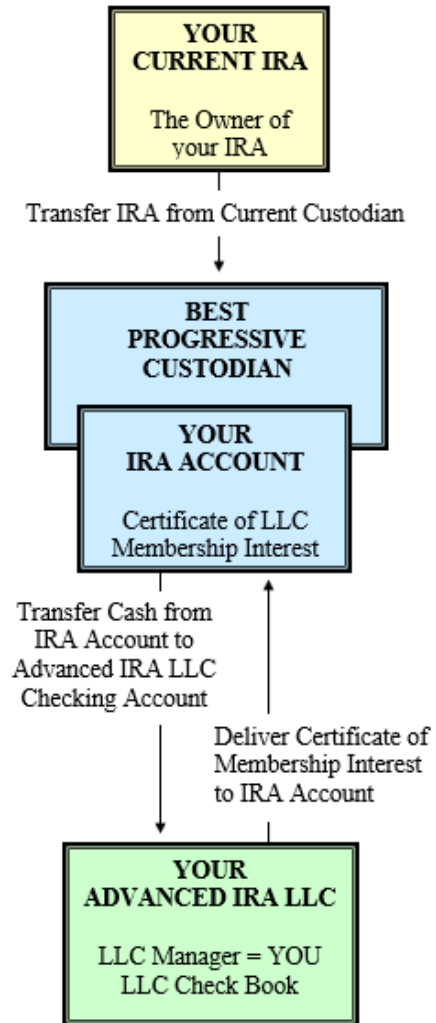 YOUR
CURRENT IRA
The Owner of
your IRA
Transfer IRA from Current Custodian
BEST
PROGRESSIVE
CUSTODIAN
YOUR
IRA ACCOUNT
Certificate of LLC
Membership Interest
Transfer Cash from
IRA Account to
Advanced IRA LLC
Checking Account
Deliver Certificate of
Membership Interest
to IRA Account
YOUR
ADVANCED IRA LLC
LLC Manager = YOU
LLC Check Book